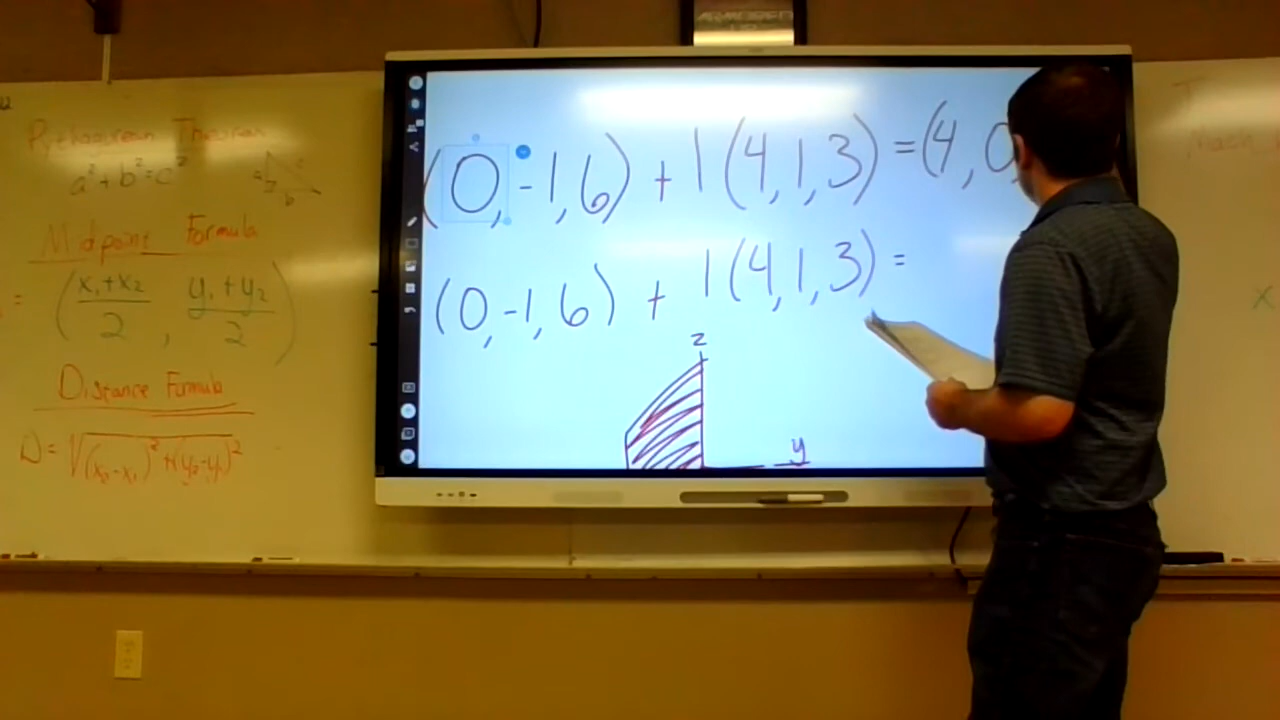 Pythagorean Theorem
a²+b²=c²
a
c
b
Midpoint Formula
= (x₁+x₂/2, y₁+y₂/2)
Distance Formula
D=√(x₂-x₁)²+(y₂-y₁)²
(0,-1,6) + 1(4,1,3) =(4,0,
(0,-1,6) + 1(4,1,3) =
z
y
x